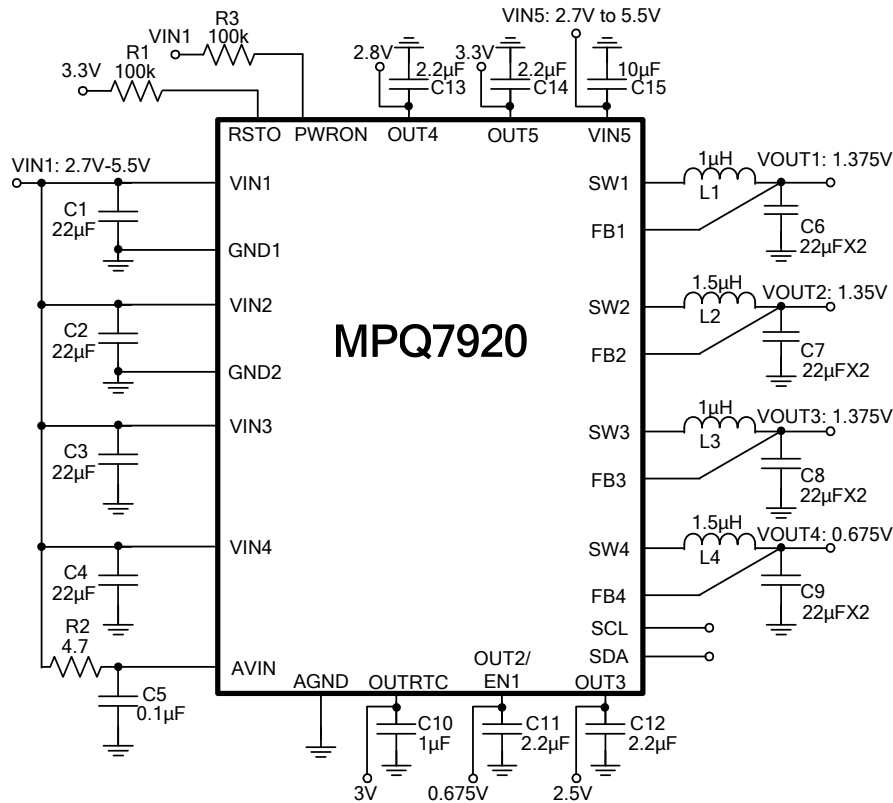 VIN5: 2.7V to 5.5V
R3
VIN1 100k
R1
3.3V 100k
2.8V
2.2µF
C13
3.3V
2.2µF
C14
10µF
C15
RSTO PWRON OUT4 OUT5 VIN5
VIN1: 2.7V-5.5V
VIN1
C1
22µF
GND1
VIN2
C2
22µF
GND2
VIN3
C3
22µF
VIN4
C4
22µF
R2
4.7
AVIN
C5
0.1µF
MPQ7920
SW1
1µH
L1
VOUT1: 1.375V
FB1
C6
22µFX2
SW2
1.5µH
L2
VOUT2: 1.35V
FB2
C7
22µFX2
SW3
1µH
L3
VOUT3: 1.375V
FB3
C8
22µFX2
SW4
1.5µH
L4
VOUT4: 0.675V
FB4
C9
22µFX2
SCL
SDA
AGND
OUTRTC
OUT2/
EN1
OUT3
C10
1µF
3V
C11
2.2µF
0.675V
C12
2.2µF
2.5V